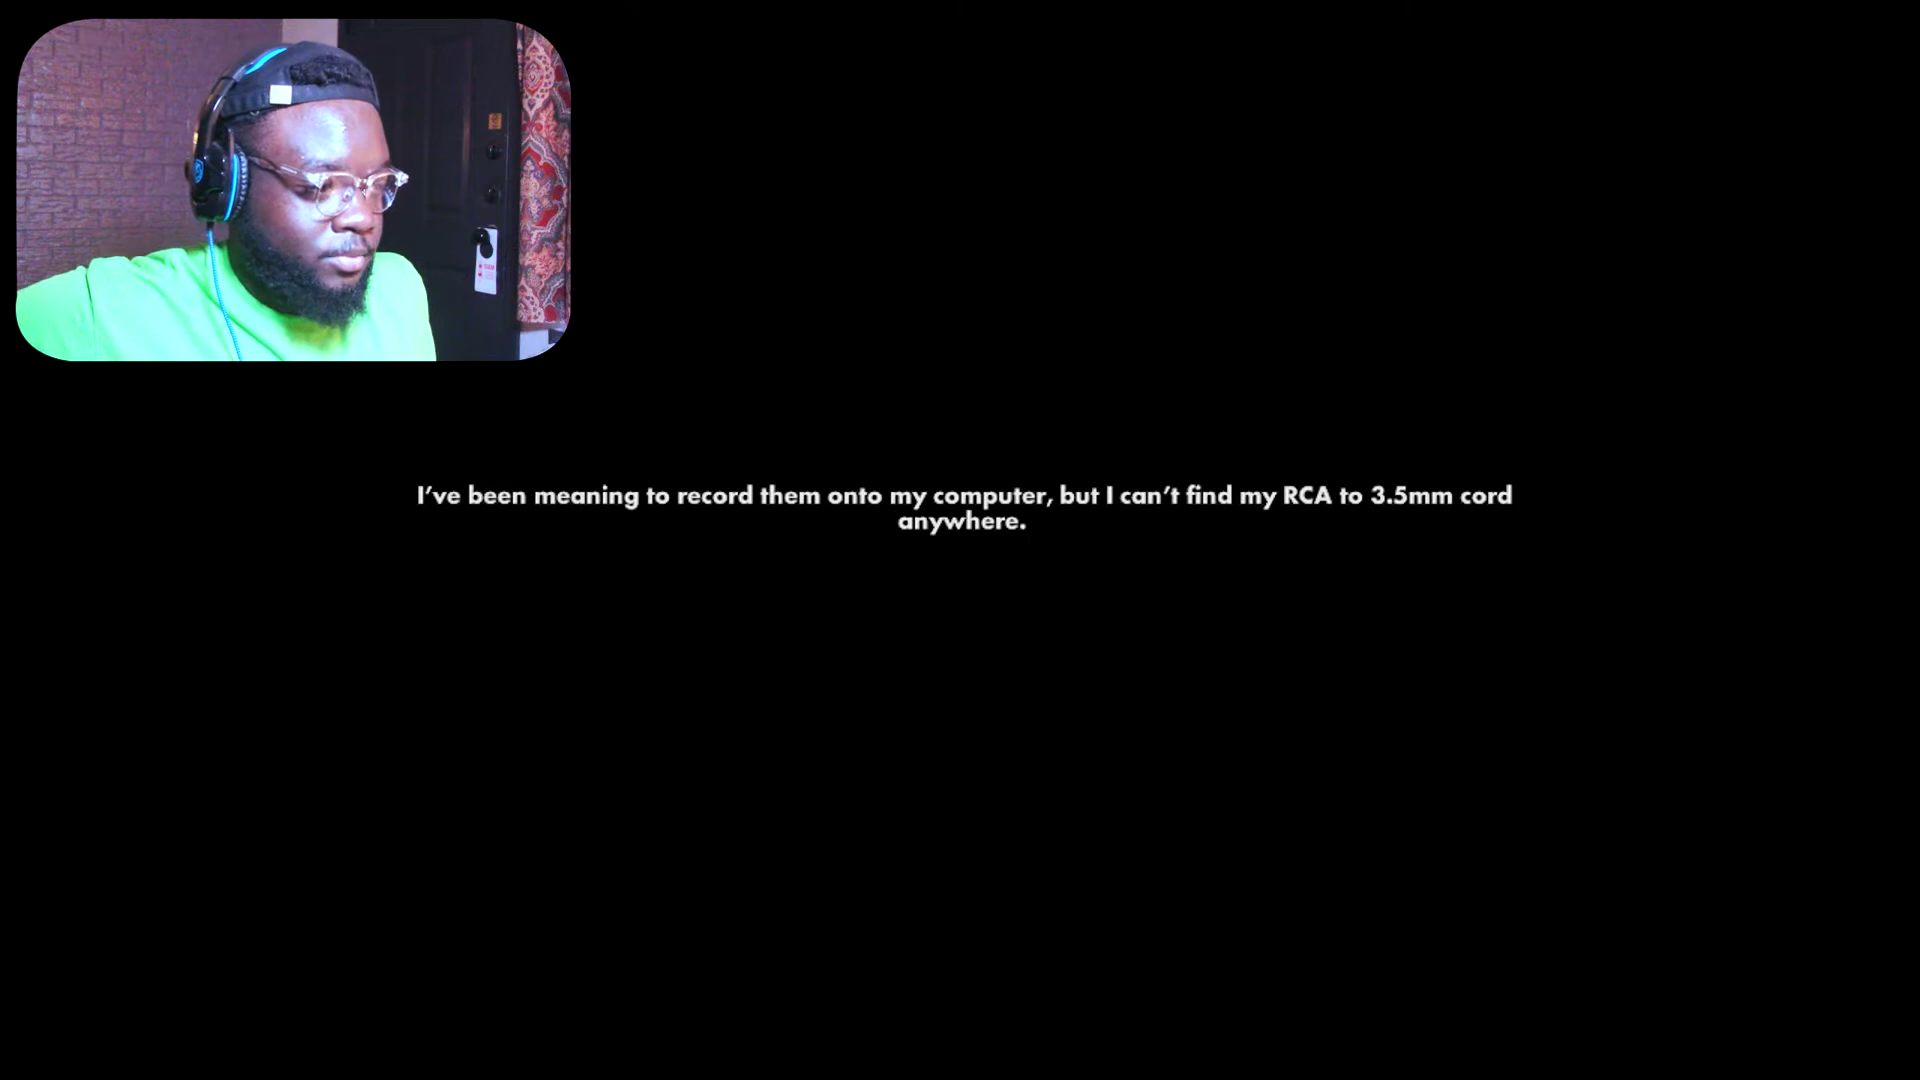 I've been meaning to record them onto my computer, but I can't find my RCA to 3.5mm cord
anywhere.